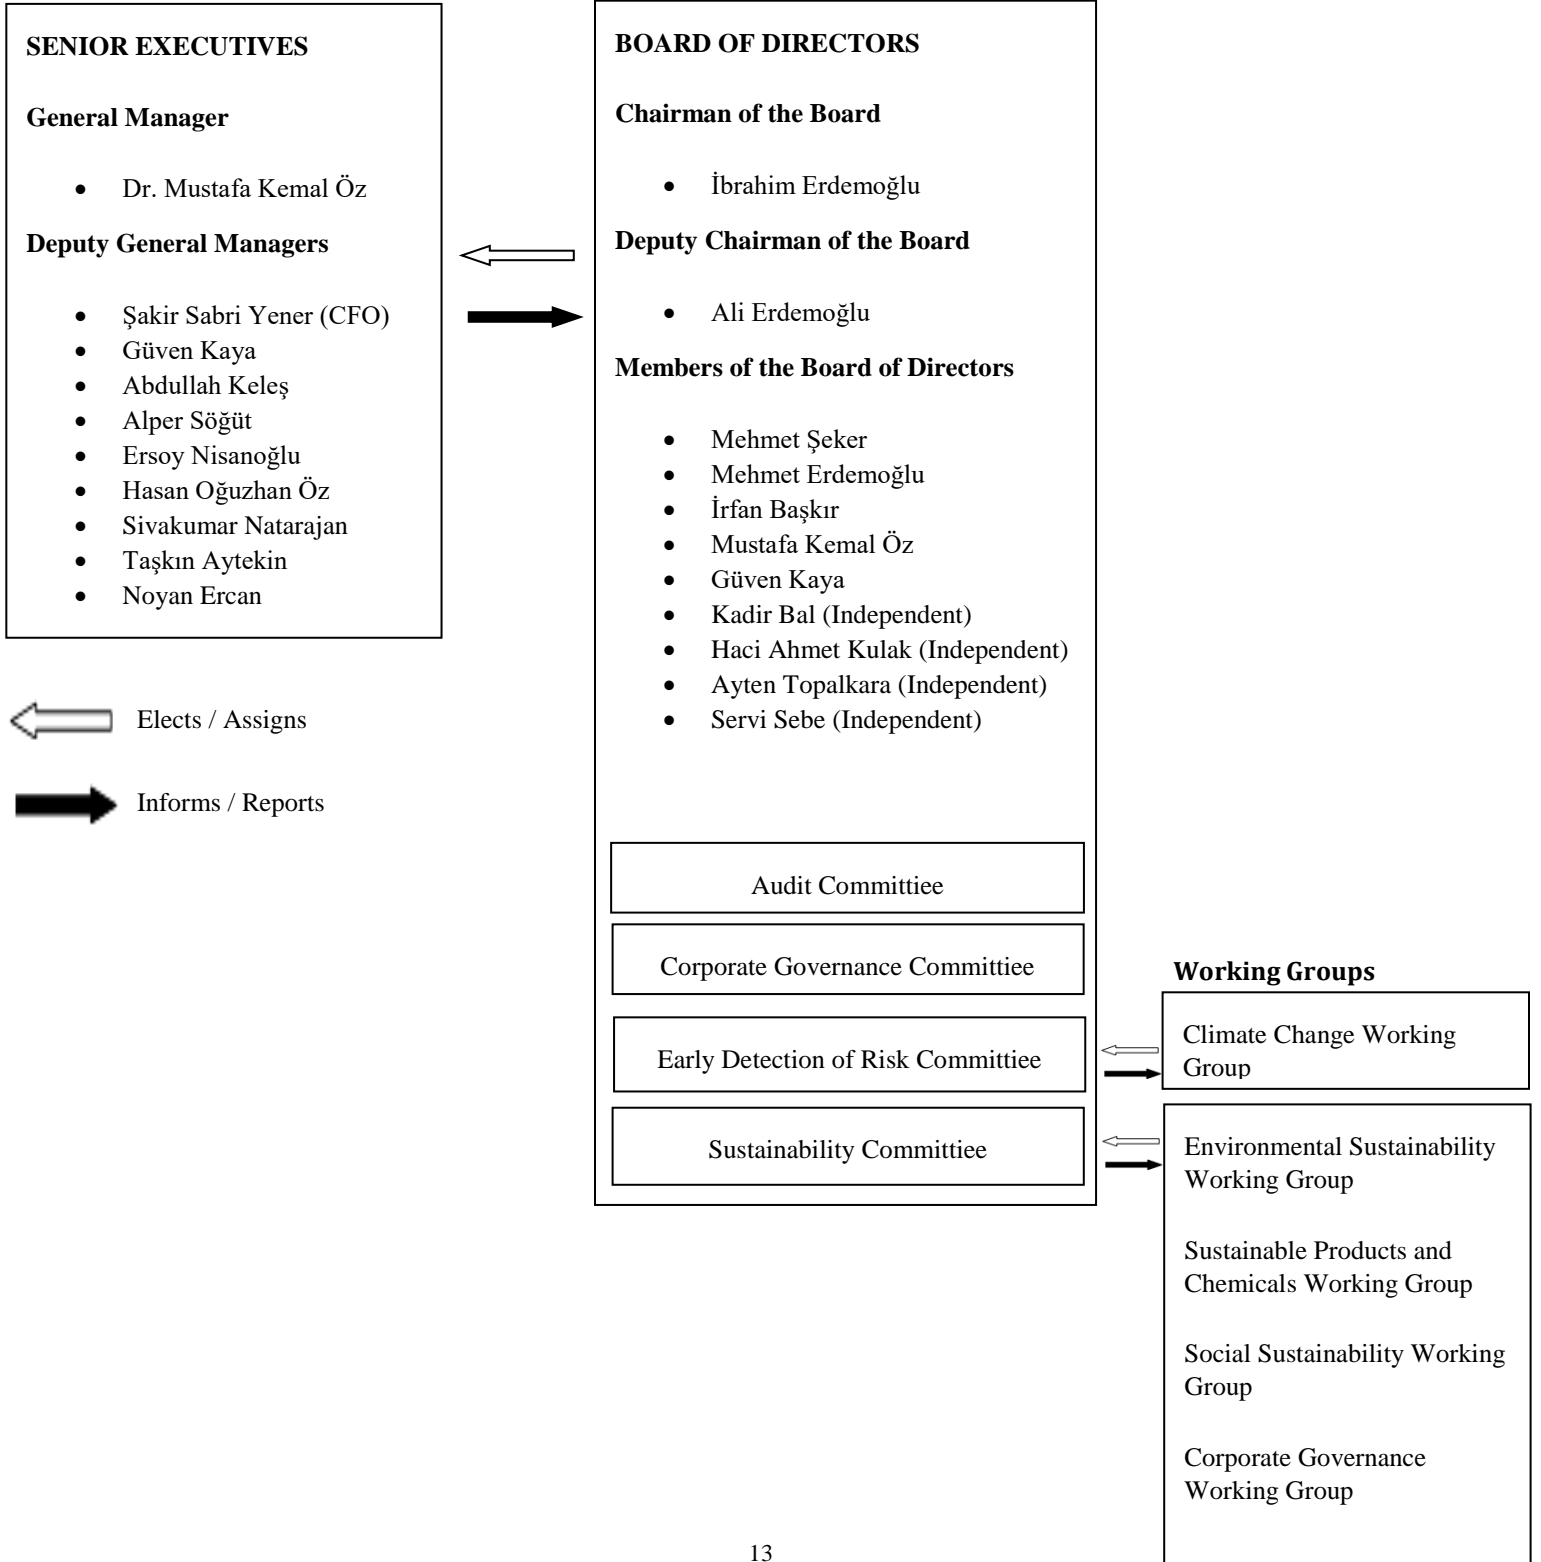 SENIOR EXECUTIVES
General Manager
• Dr. Mustafa Kemal Öz
Deputy General Managers
• Şakir Sabri Yener (CFO)
• Güven Kaya
• Abdullah Keleş
• Alper Söğüt
• Ersoy Nisanoğlu
• Hasan Oğuzhan Öz
• Sivakumar Natarajan
• Taşkın Aytekin
• Noyan Ercan
Elects / Assigns
Informs / Reports
BOARD OF DIRECTORS
Chairman of the Board
• İbrahim Erdemoğlu
Deputy Chairman of the Board
• Ali Erdemoğlu
Members of the Board of Directors
• Mehmet Şeker
• Mehmet Erdemoğlu
• İrfan Başkır
• Mustafa Kemal Öz
• Güven Kaya
• Kadir Bal (Independent)
• Haci Ahmet Kulak (Independent)
• Ayten Topalkara (Independent)
• Servi Sebe (Independent)
Audit Committiee
Corporate Governance Committiee
Early Detection of Risk Committiee
Sustainability Committiee
Working Groups
Climate Change Working
Group
Environmental Sustainability
Working Group
Sustainable Products and
Chemicals Working Group
Social Sustainability Working
Group
Corporate Governance
Working Group
13